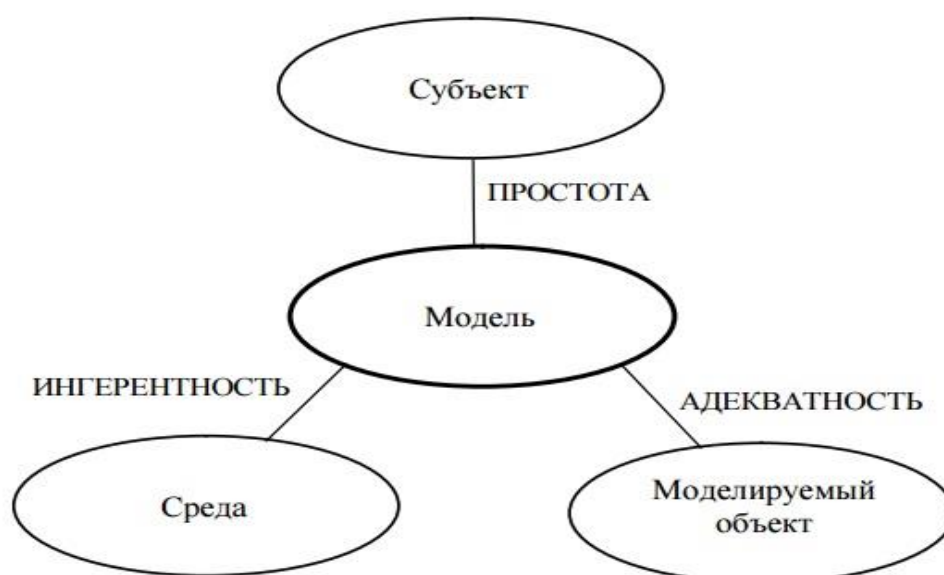 Субъект
ПРОСТОТА
Модель
ИНГЕРЕНТНОСТЬ
АДЕКВАТНОСТЬ
Среда
Моделируемый
объект